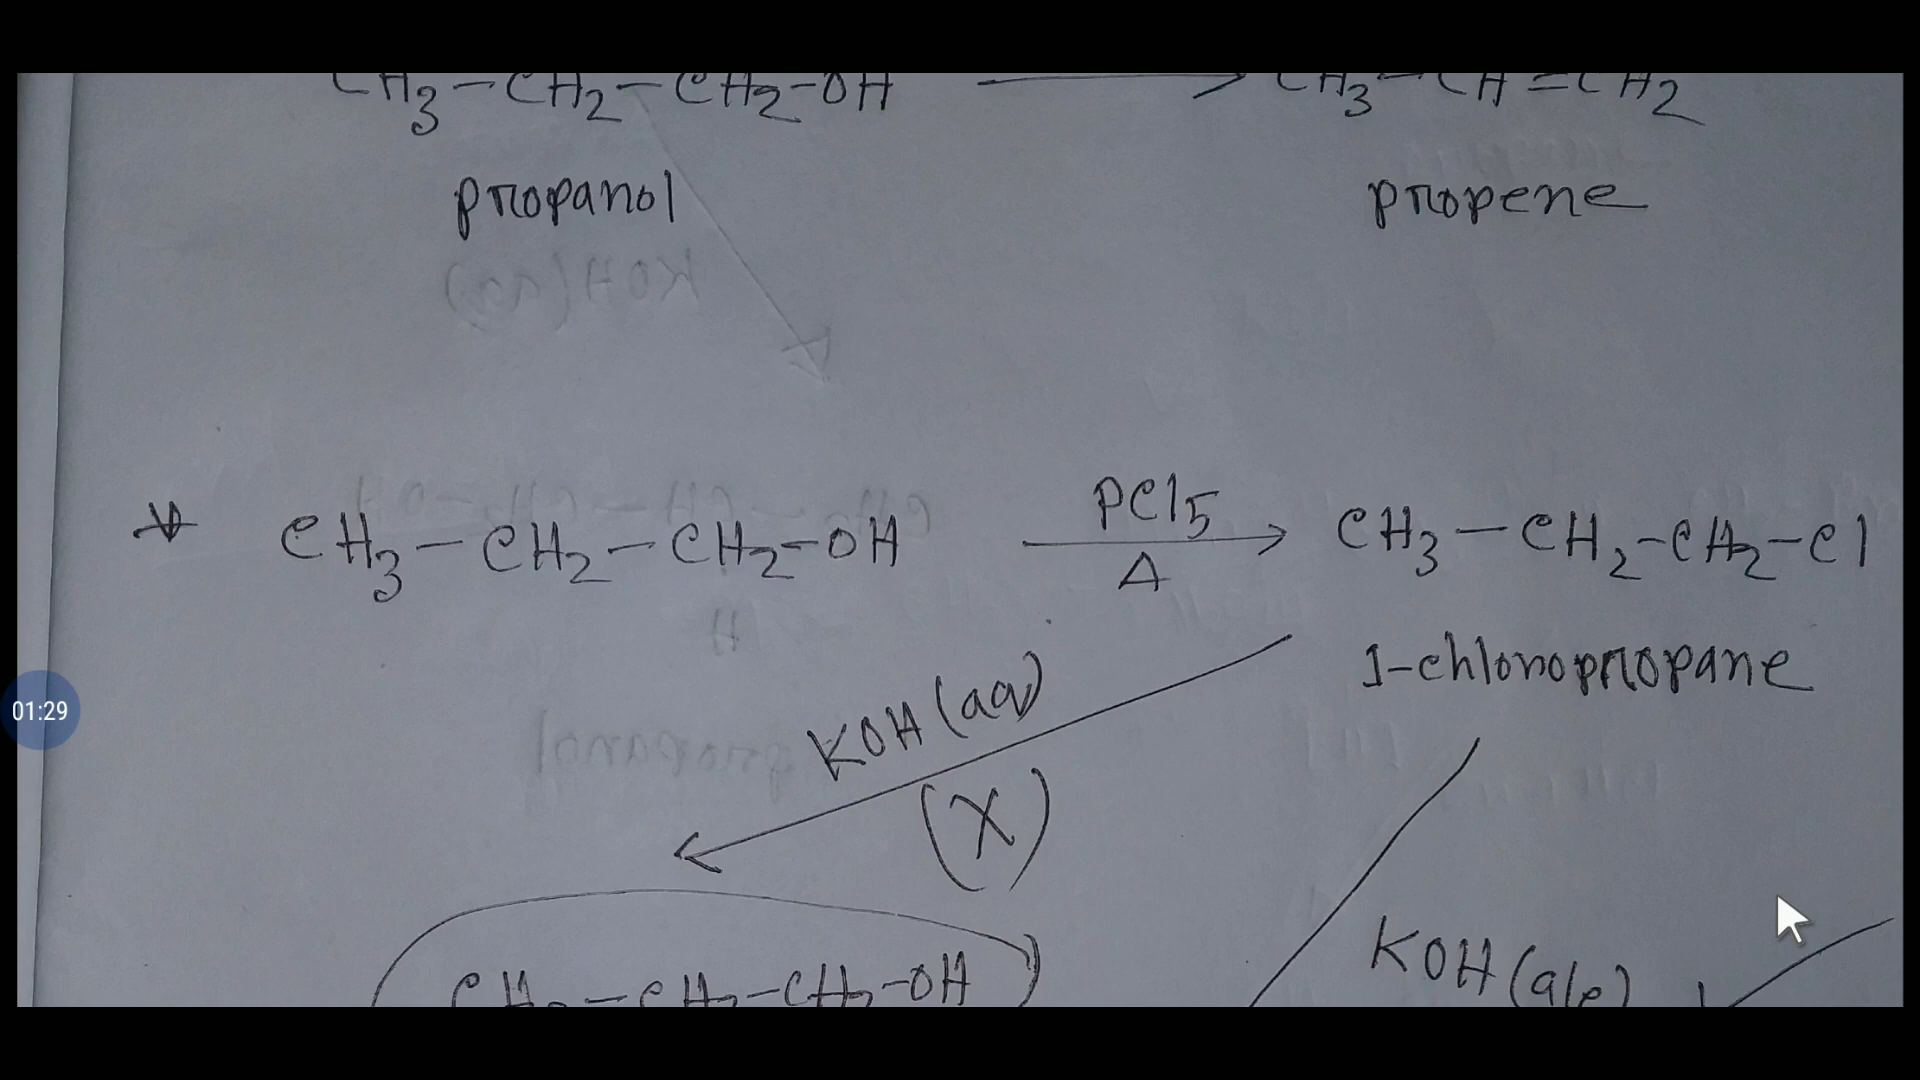 CH3-CH2-CH2-OH ⟶ CH3-CH=CH2
propanol propene
* CH3-CH2-CH2-OH PCl5 ⟶ Δ CH3-CH2-CH2-Cl
1-chloropropane
KOH (aq)
01:29
(X)
KOH (alc)
CH3-CH2-CH2-OH